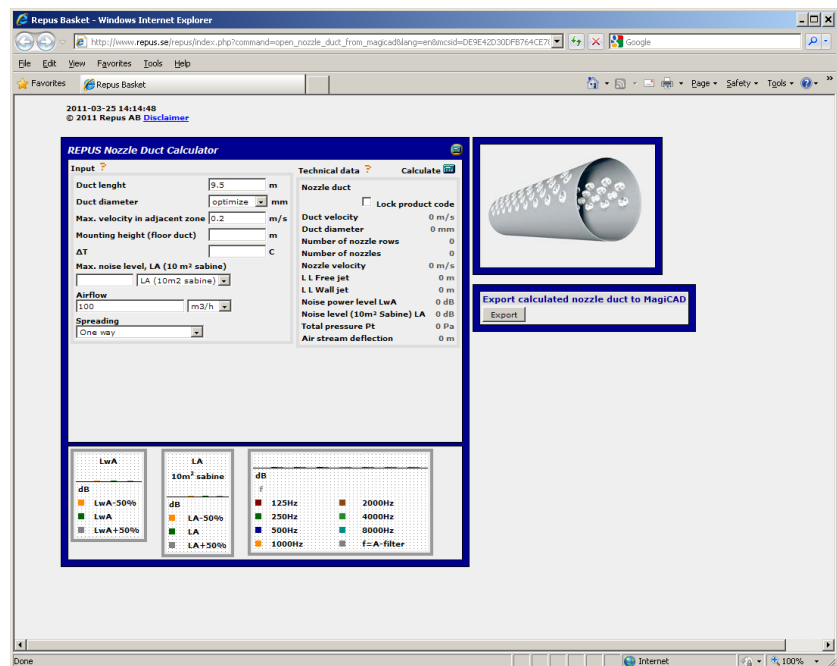 Repus Basket - Windows Internet Explorer
http://www.repus.se/repus/index.php?command=open_nozzle_duct_from_magicad&lang=en&mcsid=DE9E42D30DFB764CE7
Google
File Edit View Favorites Tools Help
Favorites Repus Basket Page Safety Tools
2011-03-25 14:14:48
© 2011 Repus AB Disclaimer
REPUS Nozzle Duct Calculator
Input ?
Duct lenght 9.5 m
Duct diameter optimize mm
Max. velocity in adjacent zone 0.2 m/s
Mounting height (floor duct) m
ΔT C
Max. noise level, LA (10 m² sabine)
LA (10m2 sabine)
Airflow
100 m3/h
Spreading
One way
Technical data ? Calculate
Nozzle duct
Lock product code
Duct velocity 0 m/s
Duct diameter 0 mm
Number of nozzle rows 0
Number of nozzles 0
Nozzle velocity 0 m/s
L L Free jet 0 m
L L Wall jet 0 m
Noise power level LwA 0 dB
Noise level (10m² Sabine) LA 0 dB
Total pressure Pt 0 Pa
Air stream deflection 0 m
Export calculated nozzle duct to MagiCAD
Export
LwA
dB
LwA-50%
LwA
LwA+50%
LA
10m² sabine
dB
LA-50%
LA
LA+50%
dB
f
125Hz 2000Hz
250Hz 4000Hz
500Hz 8000Hz
1000Hz f=A-filter
Done Internet 100%